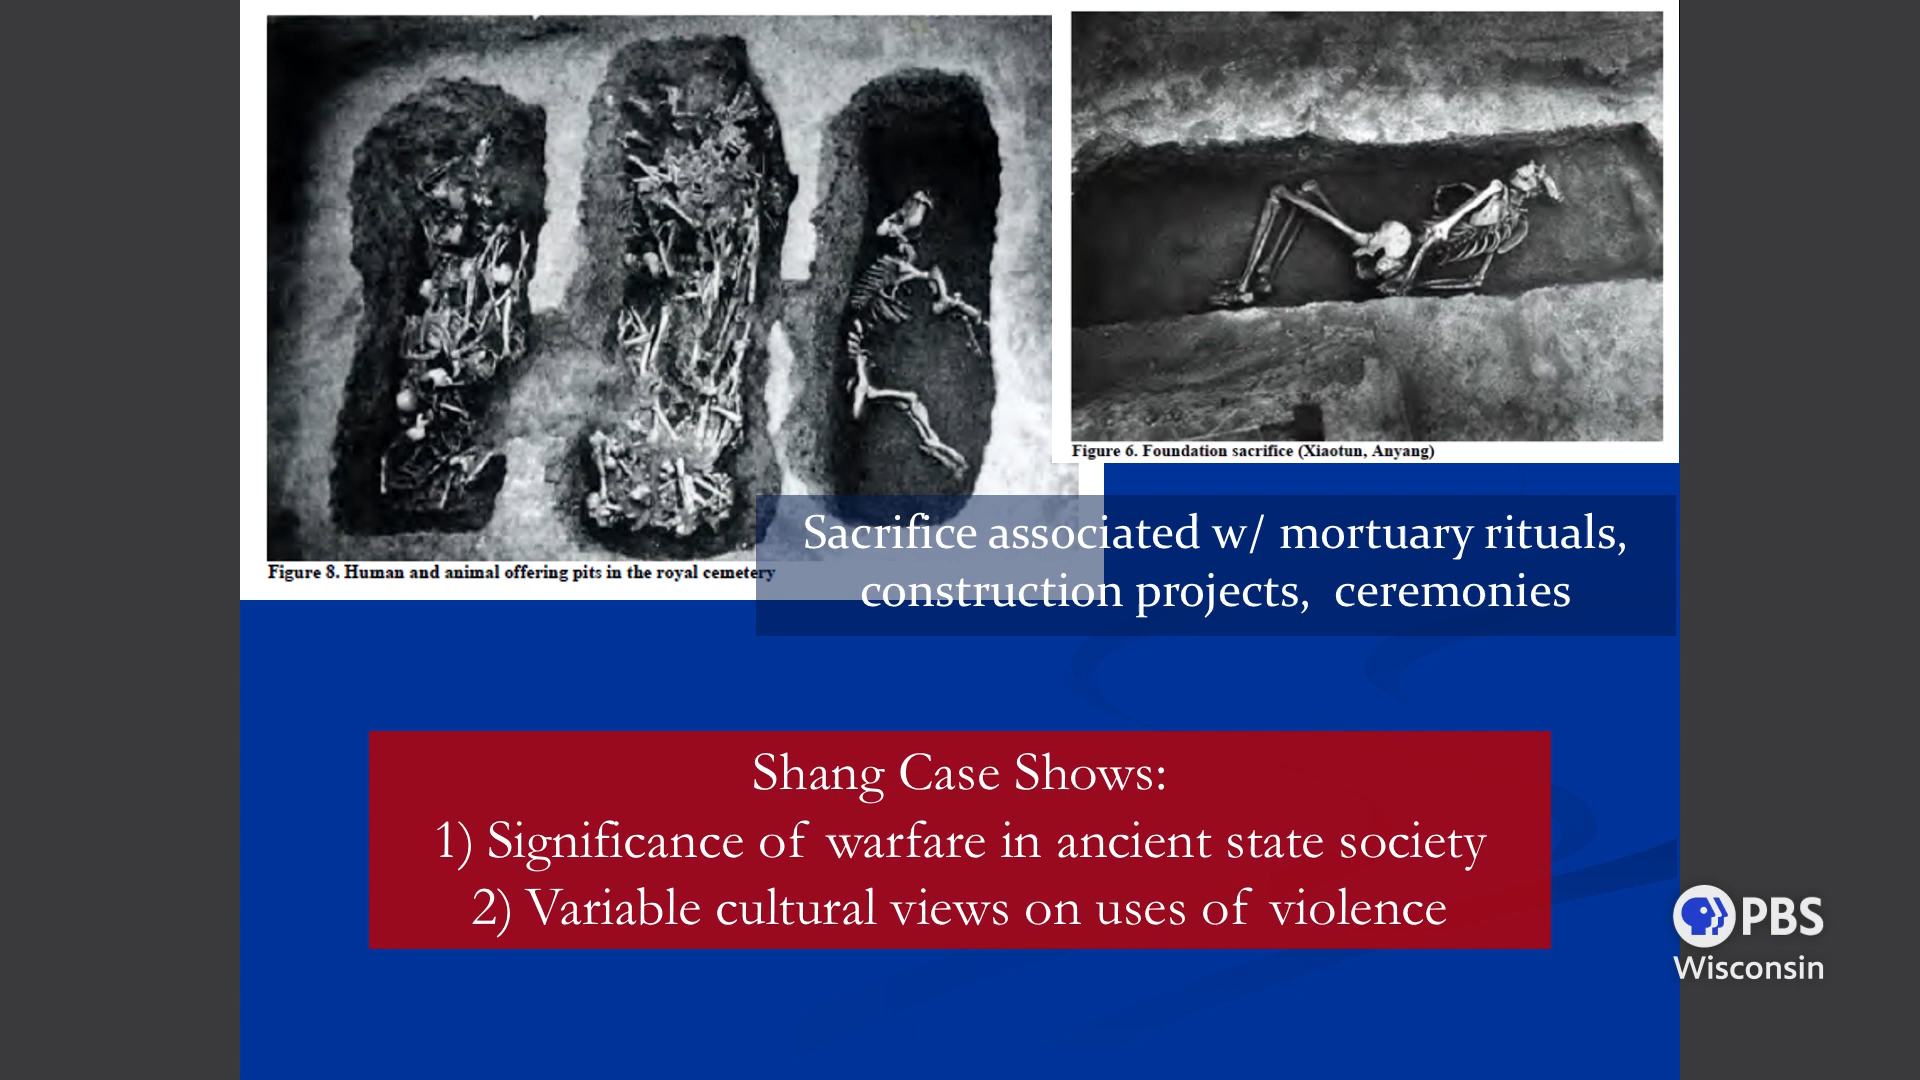 Figure 8. Human and animal offering pits in the royal cemetery
Figure 6. Foundation sacrifice (Xiaotun, Anyang)
Sacrifice associated w/ mortuary rituals,
construction projects, ceremonies
Shang Case Shows:
1) Significance of warfare in ancient state society
2) Variable cultural views on uses of violence
PBS
Wisconsin